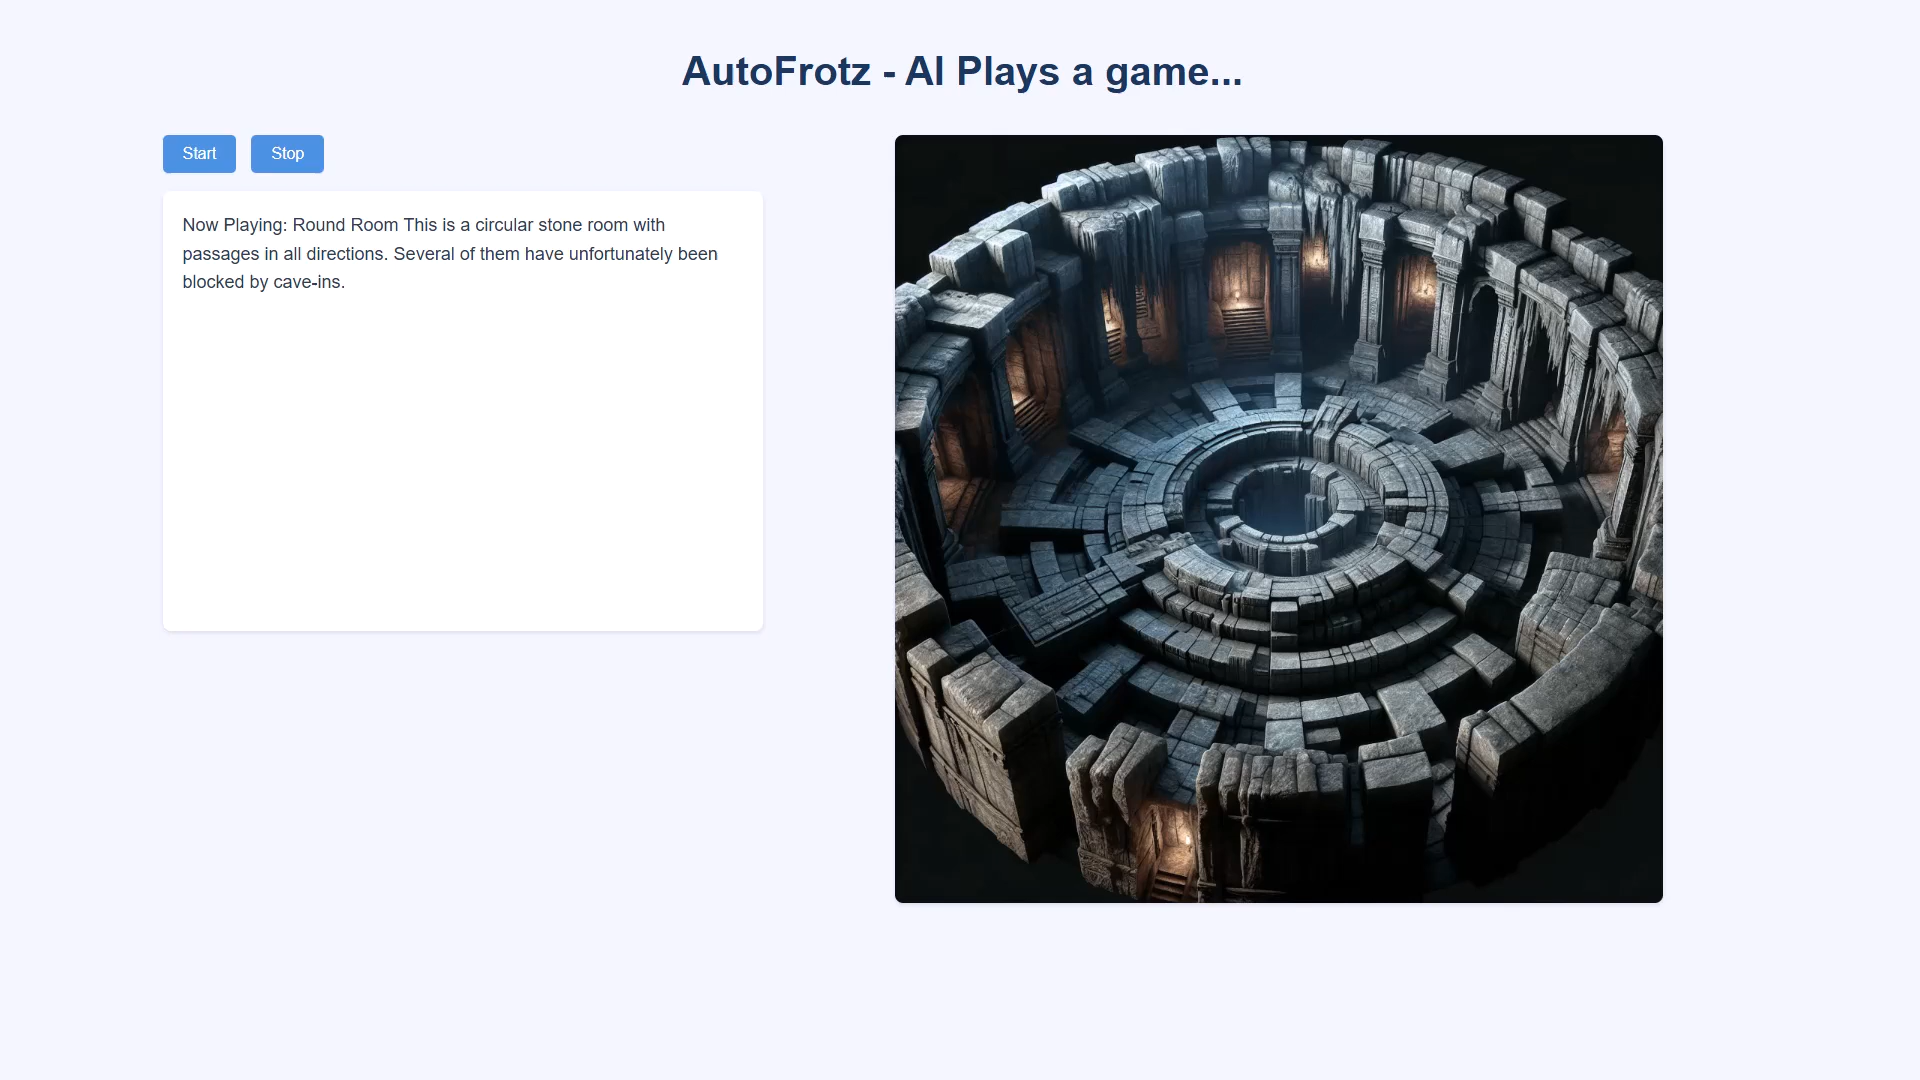 AutoFrotz - AI Plays a game...
Start
Stop
Now Playing: Round Room This is a circular stone room with
passages in all directions. Several of them have unfortunately been
blocked by cave-ins.